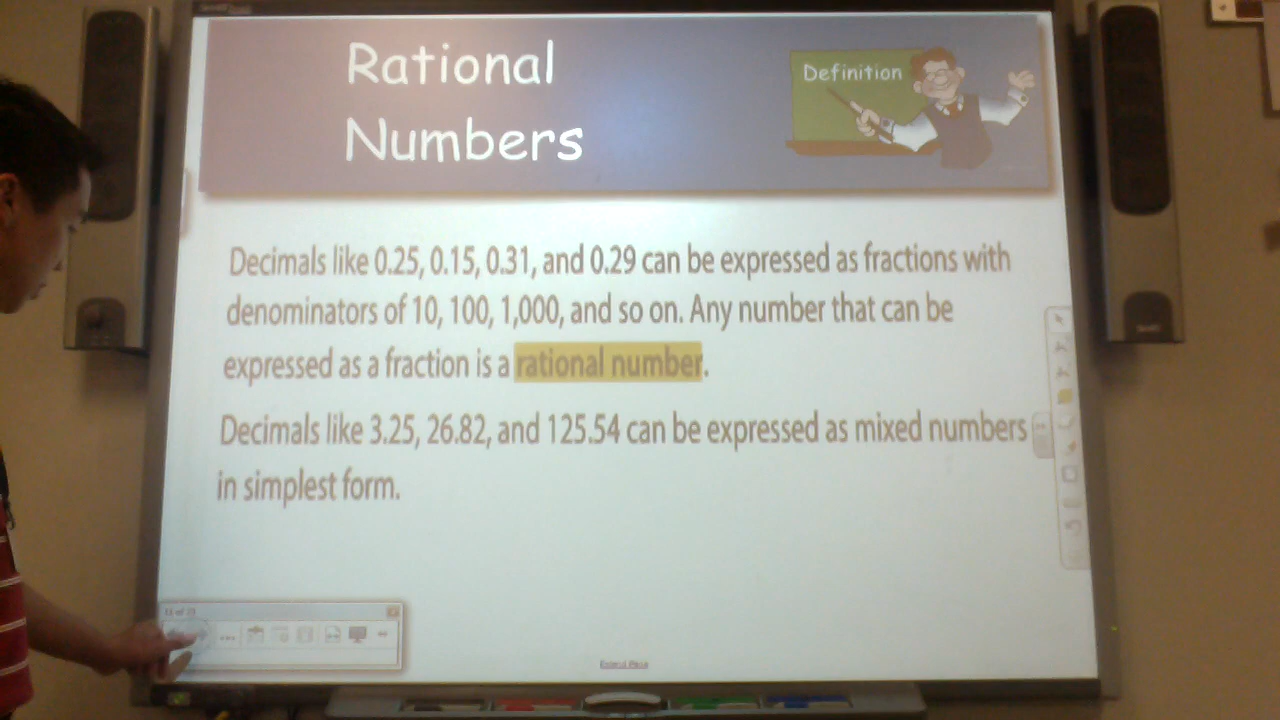 Rational
Numbers
Definition
Decimals like 0.25, 0.15, 0.31, and 0.29 can be expressed as fractions with
denominators of 10, 100, 1,000, and so on. Any number that can be
expressed as a fraction is a rational number.
Decimals like 3.25, 26.82, and 125.54 can be expressed as mixed numbers
in simplest form.
Extend Page